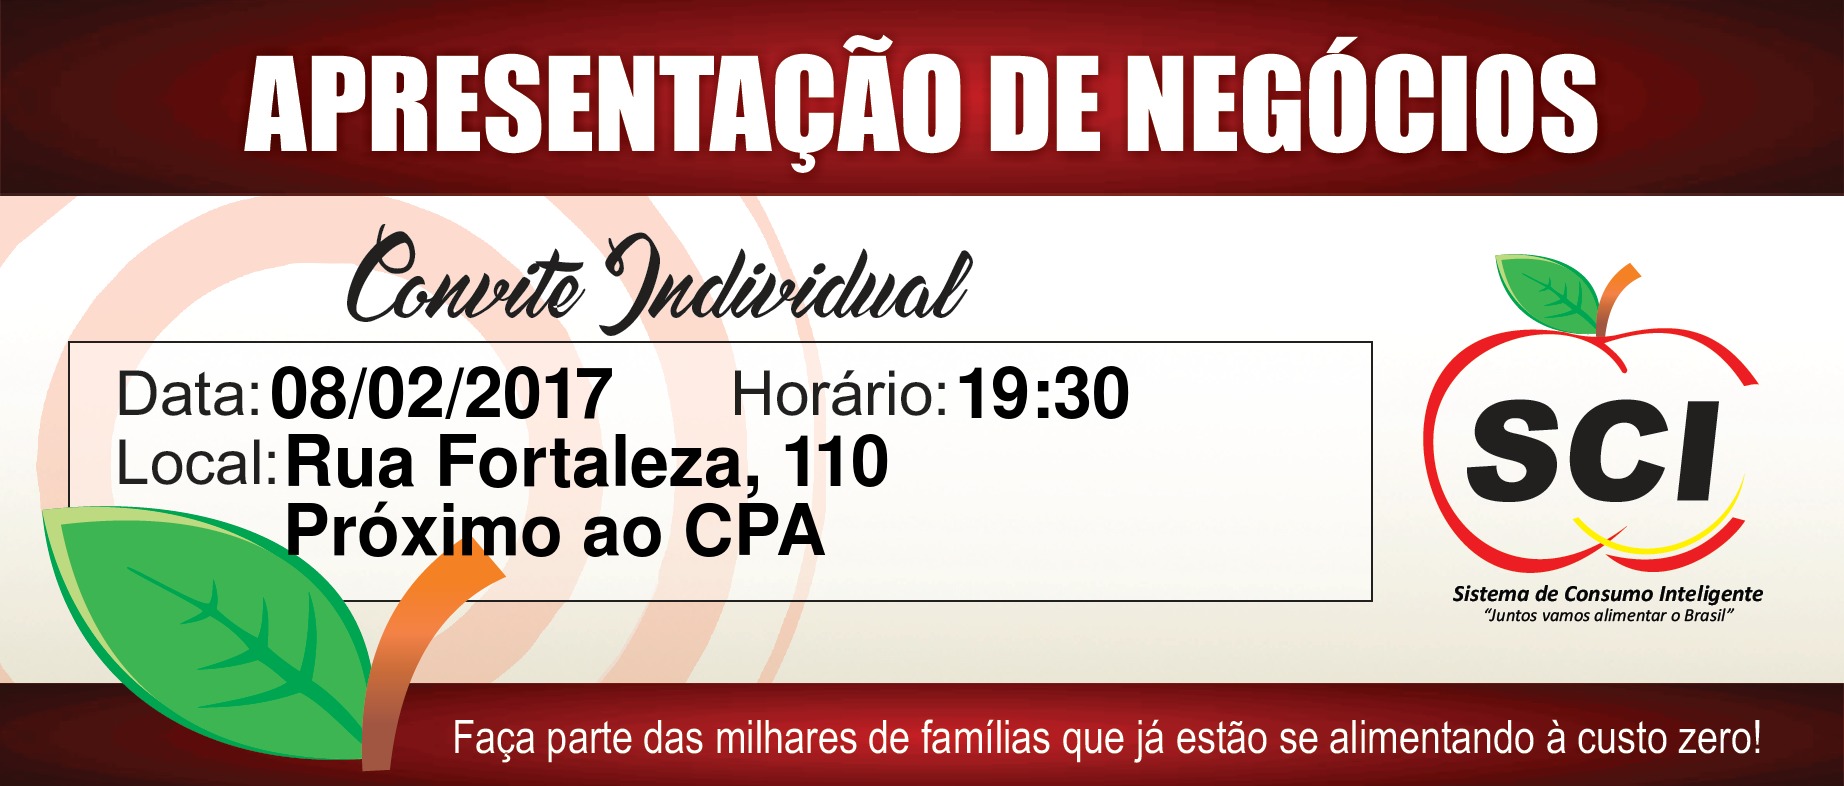 APRESENTAÇÃO DE NEGÓCIOS
Convite Individual
Data: 08/02/2017 Horário: 19:30
Local: Rua Fortaleza, 110
Próximo ao CPA
SCI
Sistema de Consumo Inteligente
“Juntos vamos alimentar o Brasil”
Faça parte das milhares de famílias que já estão se alimentando à custo zero!